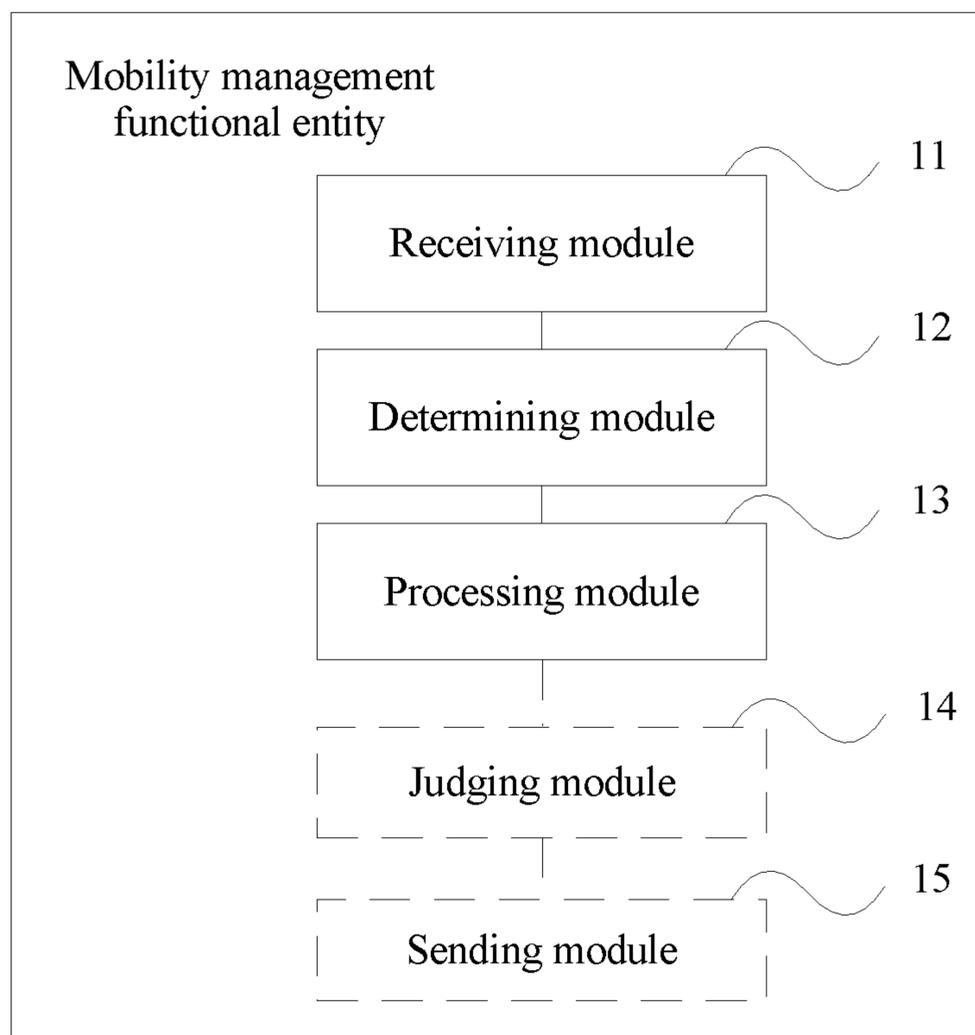 Mobility management
functional entity
11
Receiving module
12
Determining module
13
Processing module
14
Judging module
15
Sending module